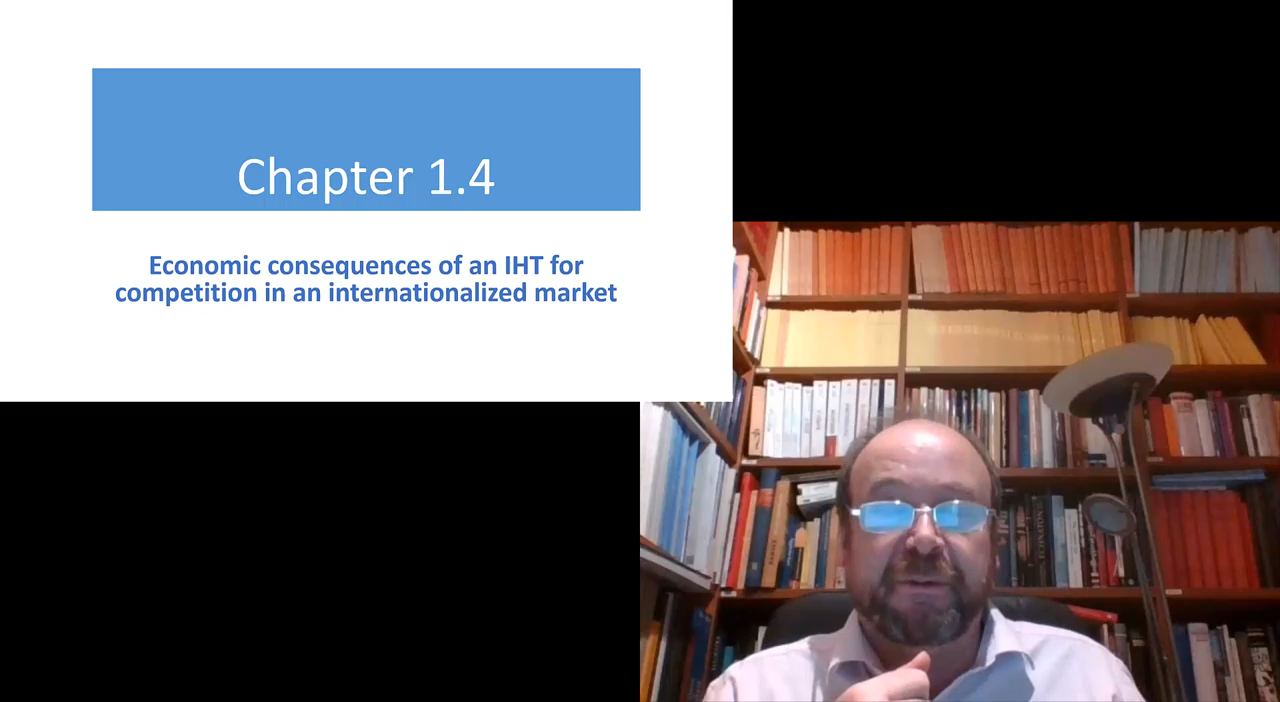 Chapter 1.4
Economic consequences of an IHT for
competition in an internationalized market